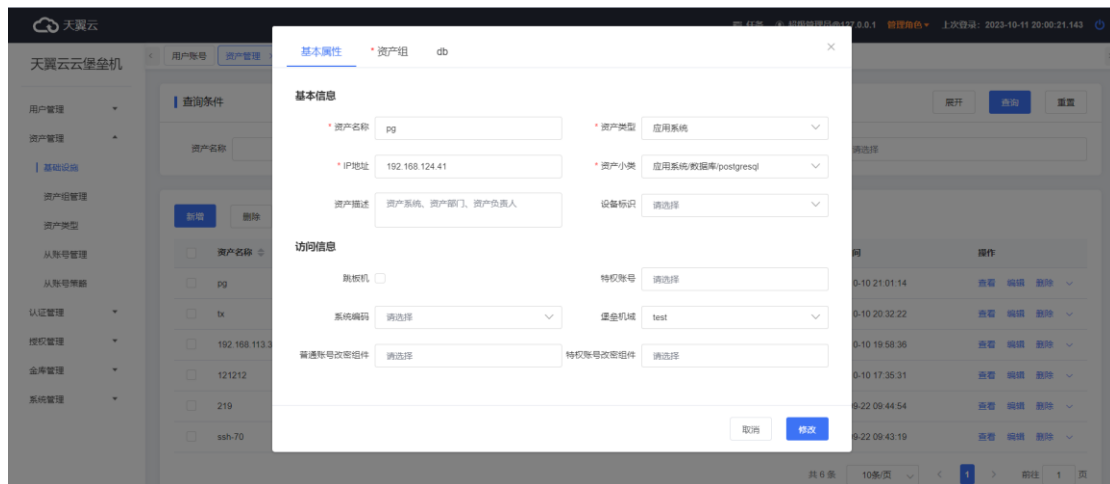 天翼云
任务 超级管理员@127.0.0.1 管理角色 上次登录: 2023-10-11 20:00:21.143
天翼云云堡垒机
用户账号 资产管理
基本属性 * 资产组 db
查询条件
展开 查询 重置
用户管理
资产管理
基础设施
资产组管理
资产类型
从账号管理
从账号策略
认证管理
授权管理
金库管理
系统管理
资产名称
请选择
新增 删除
基本信息
* 资产名称 pg * 资产类型 应用系统
* IP地址 192.168.124.41 * 资产小类 应用系统/数据库/postgresql
资产描述 资产系统、资产部门、资产负责人 设备标识 请选择
访问信息
跳板机 特权账号 请选择
系统编码 请选择 堡垒机域 test
普通账号改密组件 请选择 特权账号改密组件 请选择
取消 修改
资产名称 间 操作
pg 0-10 21:01:14 查看 编辑 删除
tx 0-10 20:32:22 查看 编辑 删除
192.168.113.3 0-10 19:58:36 查看 编辑 删除
121212 0-10 17:35:31 查看 编辑 删除
219 9-22 09:44:54 查看 编辑 删除
ssh-70 9-22 09:43:19 查看 编辑 删除
共 6 条 10条/页 1 前往 1 页